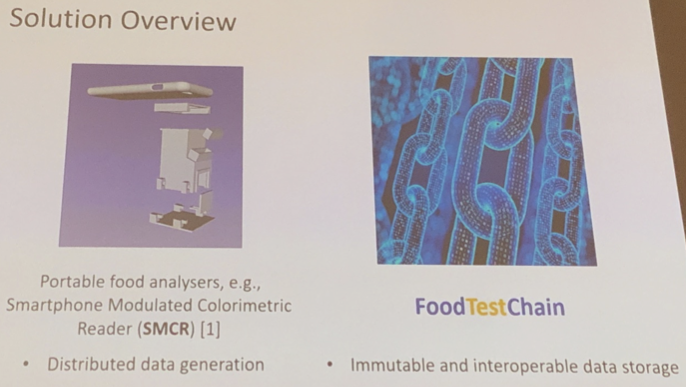 Solution Overview
Portable food analysers, e.g.,
Smartphone Modulated Colorimetric
Reader (SMCR) [1]
• Distributed data generation
FoodTestChain
• Immutable and interoperable data storage